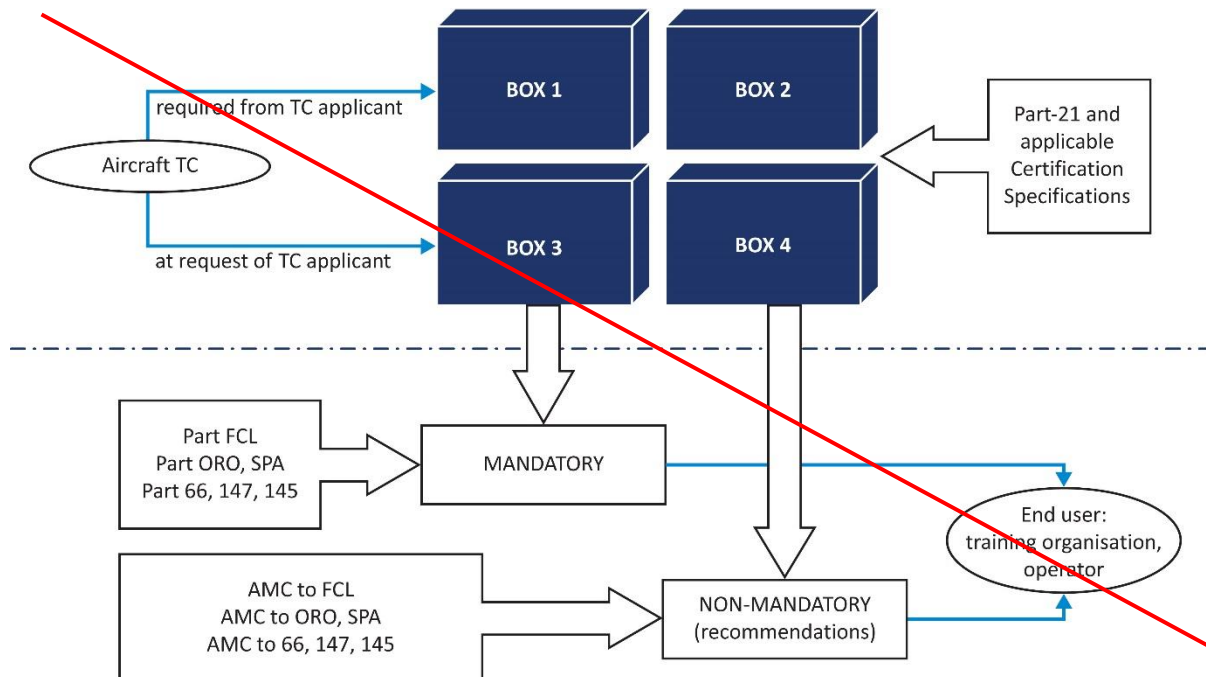 BOX 1
BOX 2
required from TC applicant
Part-21 and
applicable
Certification
Specifications
Aircraft TC
BOX 3
BOX 4
at request of TC applicant
Part FCL
Part ORO, SPA
Part 66, 147, 145
MANDATORY
End user:
training organisation,
operator
AMC to FCL
AMC to ORO, SPA
AMC to 66, 147, 145
NON-MANDATORY
(recommendations)